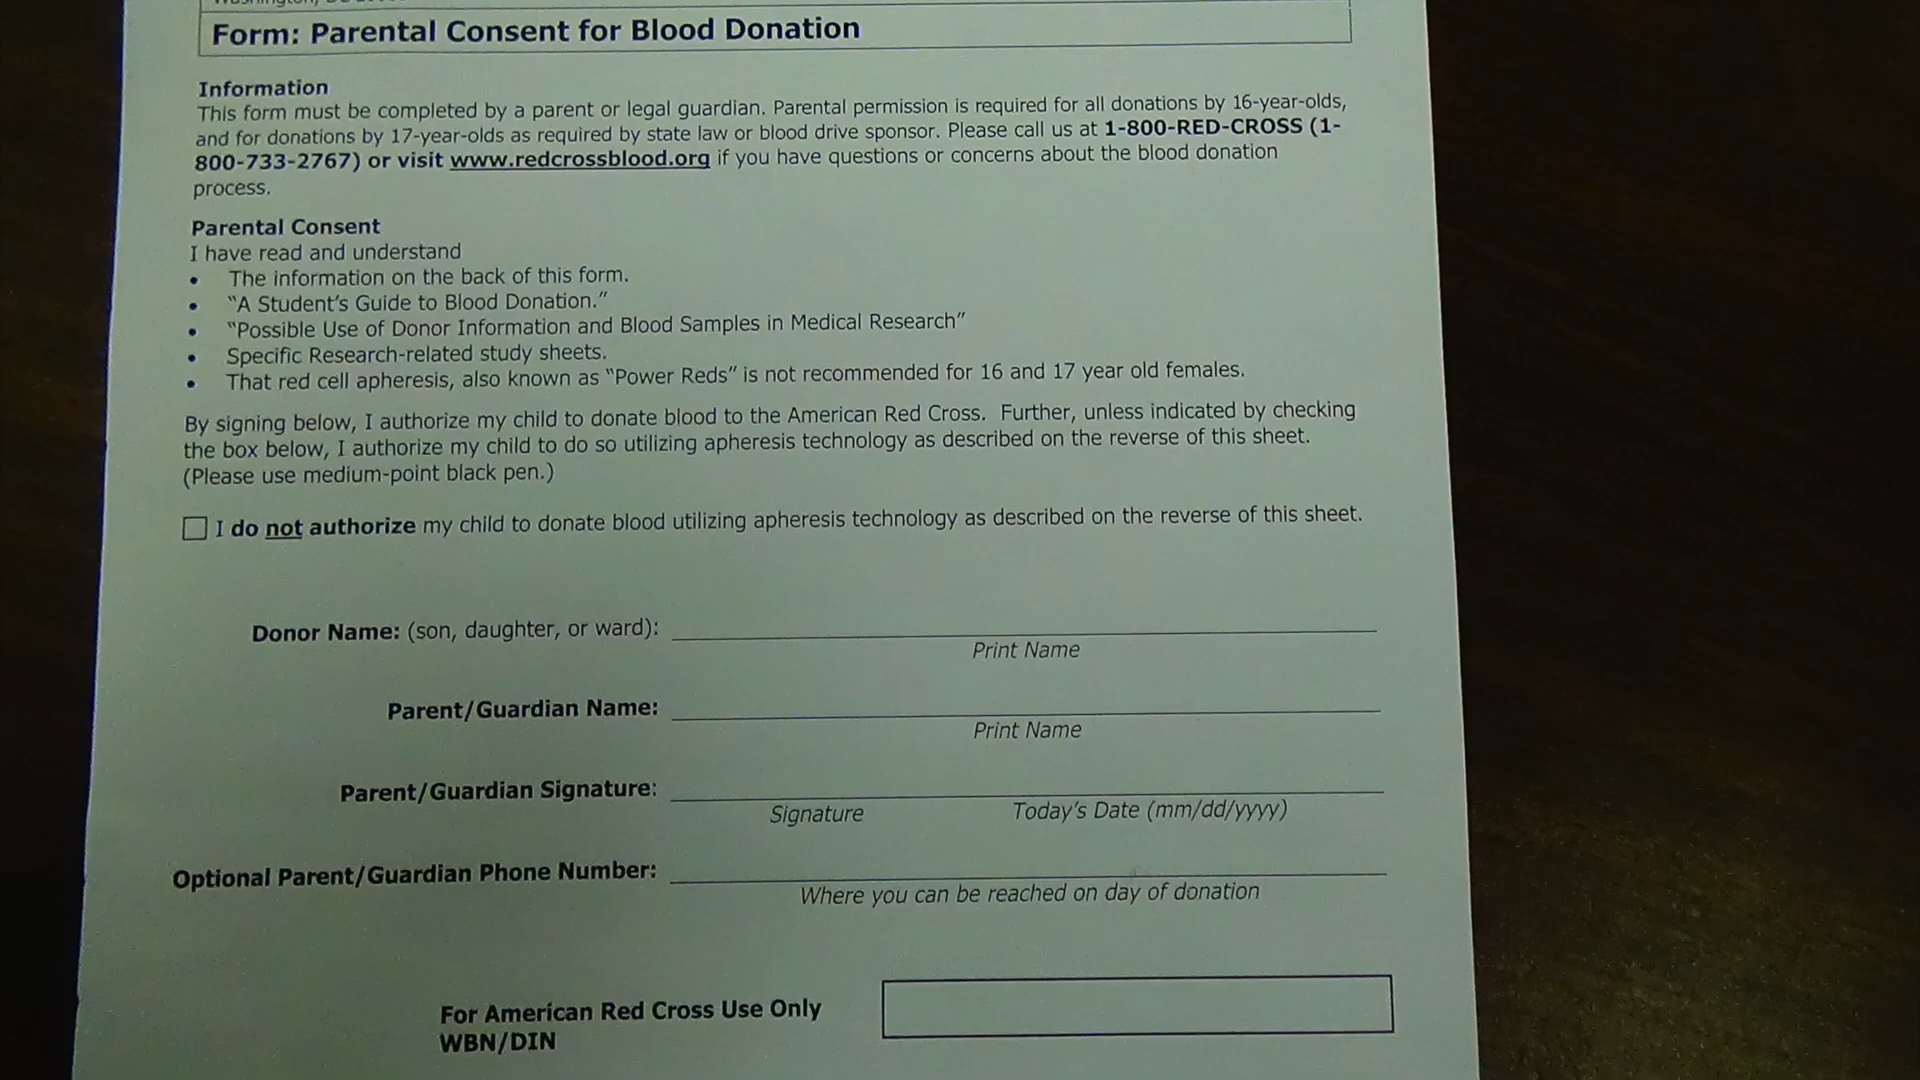 Form: Parental Consent for Blood Donation
Information
This form must be completed by a parent or legal guardian. Parental permission is required for all donations by 16-year-olds,
and for donations by 17-year-olds as required by state law or blood drive sponsor. Please call us at 1-800-RED-CROSS (1-
800-733-2767) or visit www.redcrossblood.org if you have questions or concerns about the blood donation
process.
Parental Consent
I have read and understand
• The information on the back of this form.
• “A Student’s Guide to Blood Donation.”
• “Possible Use of Donor Information and Blood Samples in Medical Research”
• Specific Research-related study sheets.
• That red cell apheresis, also known as “Power Reds” is not recommended for 16 and 17 year old females.
By signing below, I authorize my child to donate blood to the American Red Cross. Further, unless indicated by checking
the box below, I authorize my child to do so utilizing apheresis technology as described on the reverse of this sheet.
(Please use medium-point black pen.)
I do not authorize my child to donate blood utilizing apheresis technology as described on the reverse of this sheet.
Donor Name: (son, daughter, or ward):
Print Name
Parent/Guardian Name:
Print Name
Parent/Guardian Signature:
Signature Today’s Date (mm/dd/yyyy)
Optional Parent/Guardian Phone Number:
Where you can be reached on day of donation
For American Red Cross Use Only
WBN/DIN